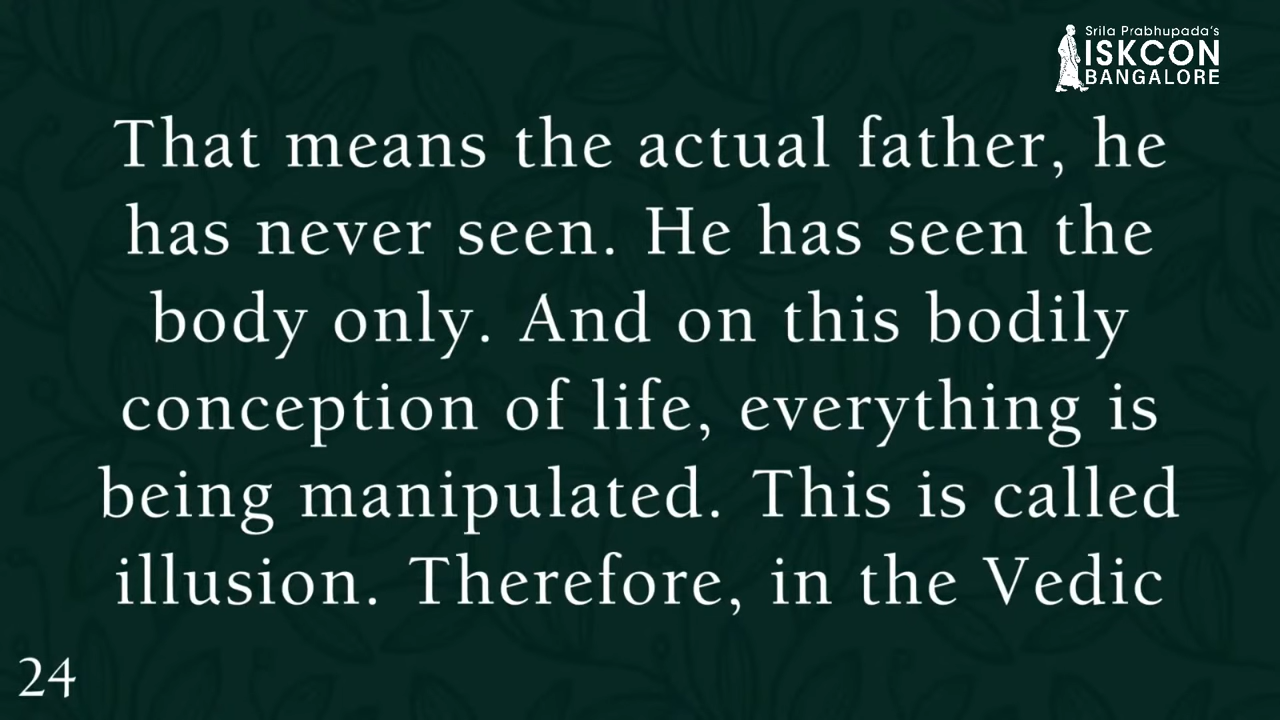 Srila Prabhupada's
ISKCON
BANGALORE
That means the actual father, he
has never seen. He has seen the
body only. And on this bodily
conception of life, everything is
being manipulated. This is called
illusion. Therefore, in the Vedic
24